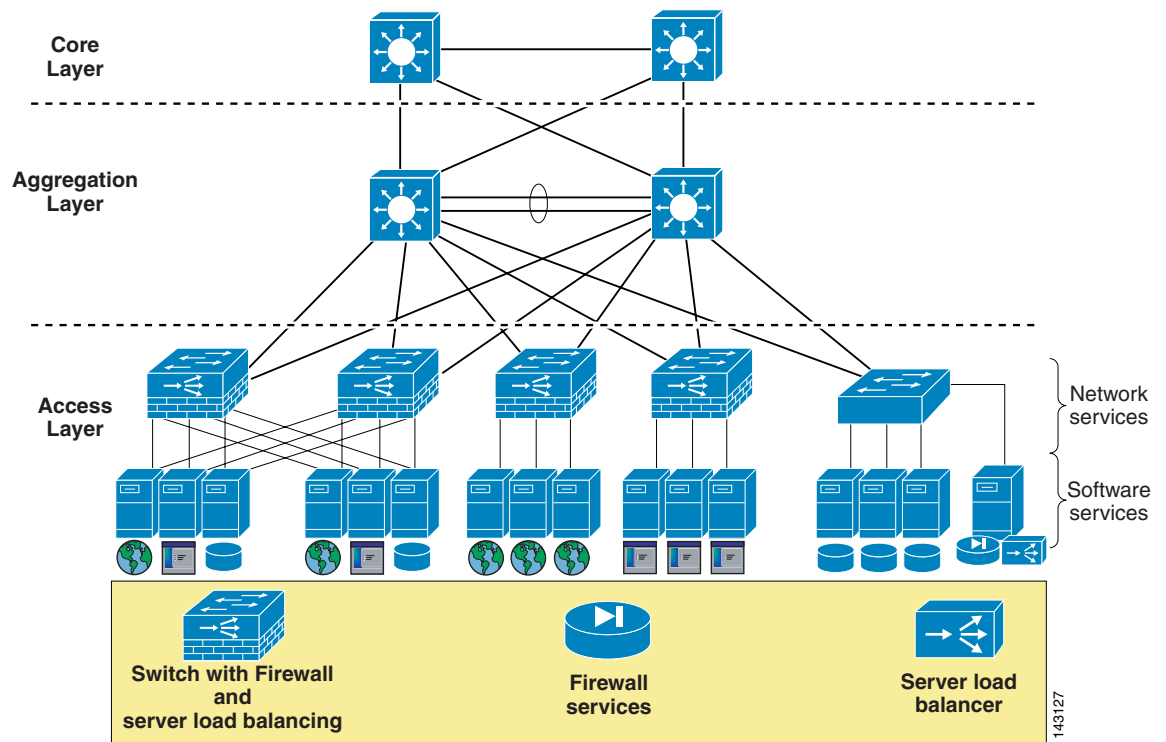 Core
Layer
Aggregation
Layer
Access
Layer
Network
services
Software
services
Switch with Firewall
and
server load balancing
Firewall
services
Server load
balancer
143127